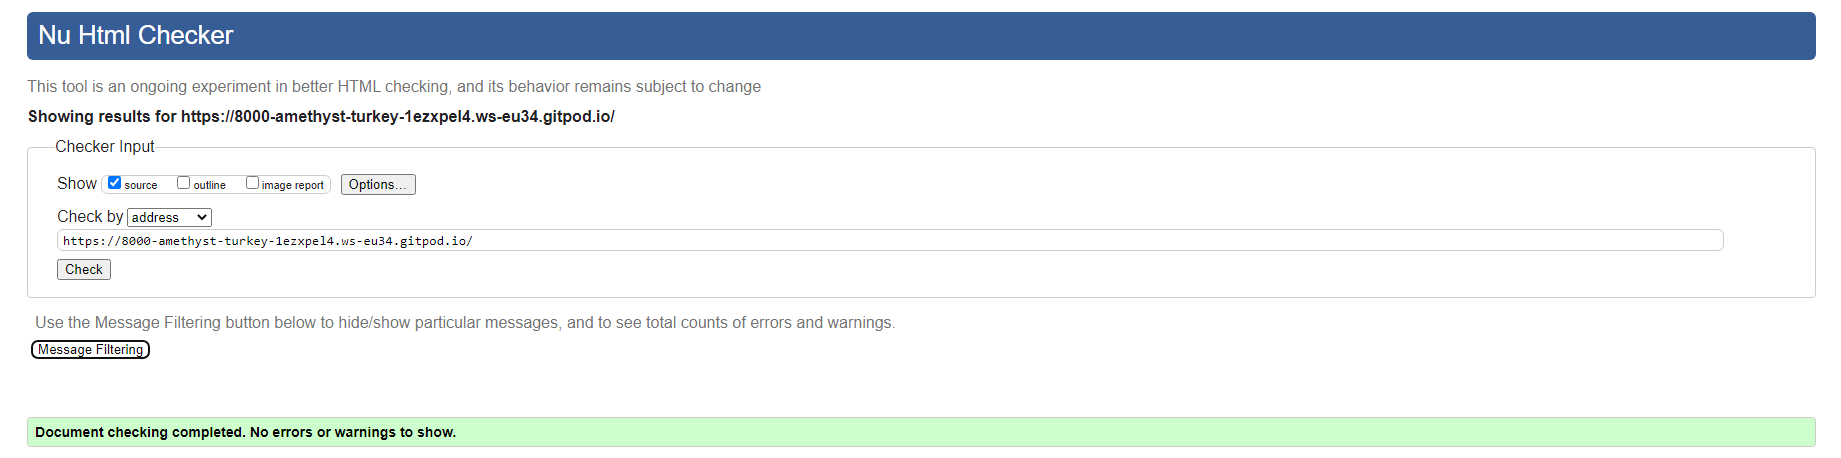 Nu Html Checker
This tool is an ongoing experiment in better HTML checking, and its behavior remains subject to change
Showing results for https://8000-amethyst-turkey-1ezxpel4.ws-eu34.gitpod.io/
Checker Input
Show source outline image report Options...
Check by address
https://8000-amethyst-turkey-1ezxpel4.ws-eu34.gitpod.io/
Check
Use the Message Filtering button below to hide/show particular messages, and to see total counts of errors and warnings.
Message Filtering
Document checking completed. No errors or warnings to show.